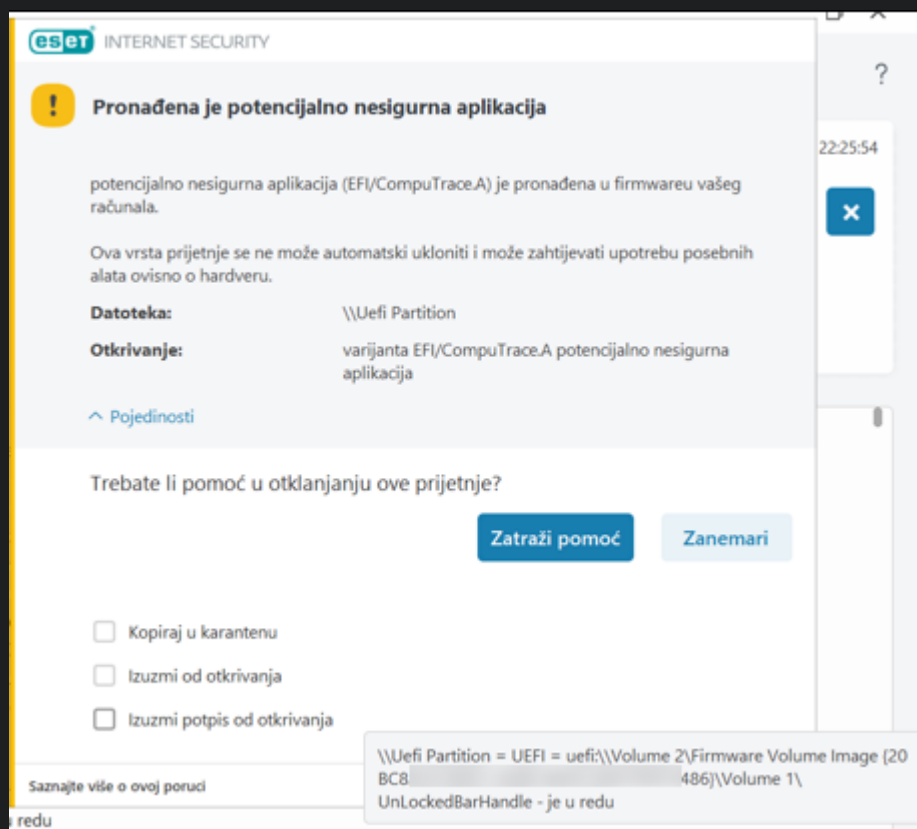 eset INTERNET SECURITY
?
! Pronađena je potencijalno nesigurna aplikacija
22:25:54
potencijalno nesigurna aplikacija (EFI/CompuTrace.A) je pronađena u firmwareu vašeg
računala.
Ova vrsta prijetnje se ne može automatski ukloniti i može zahtijevati upotrebu posebnih
alata ovisno o hardveru.
Datoteka: \\Uefi Partition
Otkrivanje: varijanta EFI/CompuTrace.A potencijalno nesigurna
aplikacija
Pojedinosti
Trebate li pomoć u otklanjanju ove prijetnje?
Zatraži pomoć Zanemari
Kopiraj u karantenu
Izuzmi od otkrivanja
Izuzmi potpis od otkrivanja
\\Uefi Partition = UEFI = uefi:\\Volume 2\Firmware Volume Image {20
BC8 486}\Volume 1\
UnLockedBarHandle - je u redu
Saznajte više o ovoj poruci
redu